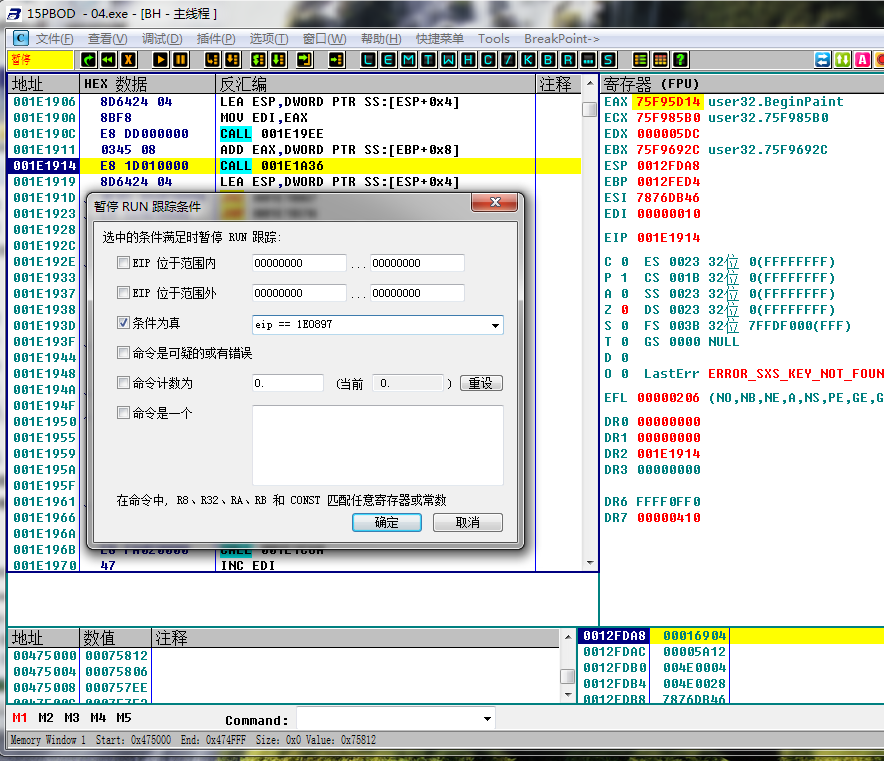 15PBOD - 04.exe - [BH - 主线程 ]
文件(F) 查看(V) 调试(D) 插件(P) 选项(T) 窗口(W) 帮助(H) 快捷菜单 Tools BreakPoint->
暂停 L E M T W H C / K B R ... S ? A
地址 HEX 数据 反汇编 注释
001E1906 8D6424 04 LEA ESP,DWORD PTR SS:[ESP+0x4]
001E190A 8BF8 MOV EDI,EAX
001E190C E8 DD000000 CALL 001E19EE
001E1911 0345 08 ADD EAX,DWORD PTR SS:[EBP+0x8]
001E1914 E8 1D010000 CALL 001E1A36
001E1919 8D6424 04 LEA ESP,DWORD PTR SS:[ESP+0x4]
001E191D
001E1923
001E1928
001E192C
001E192E
001E1933
001E1937
001E1938
001E193D
001E193F
001E1944
001E1948
001E194A
001E194F
001E1950
001E1955
001E1959
001E195A
001E195F
001E1961
001E1966
001E196A
001E196B
001E1970 47 INC EDI
暂停 RUN 跟踪条件
选中的条件满足时暂停 RUN 跟踪:
EIP 位于范围内 00000000 ... 00000000
EIP 位于范围外 00000000 ... 00000000
条件为真 eip == 1E0897
命令是可疑的或有错误
命令计数为 0. (当前 0. ) 重设
命令是一个
在命令中, R8、R32、RA、RB 和 CONST 匹配任意寄存器或常数
确定 取消
寄存器 (FPU)
EAX 75F95D14 user32.BeginPaint
ECX 75F985B0 user32.75F985B0
EDX 000005DC
EBX 75F9692C user32.75F9692C
ESP 0012FDA8
EBP 0012FED4
ESI 7876DB46
EDI 00000010
EIP 001E1914
C 0 ES 0023 32位 0(FFFFFFFF)
P 1 CS 001B 32位 0(FFFFFFFF)
A 0 SS 0023 32位 0(FFFFFFFF)
Z 0 DS 0023 32位 0(FFFFFFFF)
S 0 FS 003B 32位 7FFDF000(FFF)
T 0 GS 0000 NULL
D 0
O 0 LastErr ERROR_SXS_KEY_NOT_FOUN
EFL 00000206 (NO,NB,NE,A,NS,PE,GE,G
DR0 00000000
DR1 00000000
DR2 001E1914
DR3 00000000
DR6 FFFF0FF0
DR7 00000410
地址 数值 注释
00475000 00075812
00475004 00075806
00475008 000757EE
0012FDA8 00016904
0012FDAC 00005A12
0012FDB0 004E0004
0012FDB4 004E0028
0012FDB8 7876DB46
M1 M2 M3 M4 M5 Command:
Memory Window 1 Start: 0x475000 End: 0x474FFF Size: 0x0 Value: 0x75812